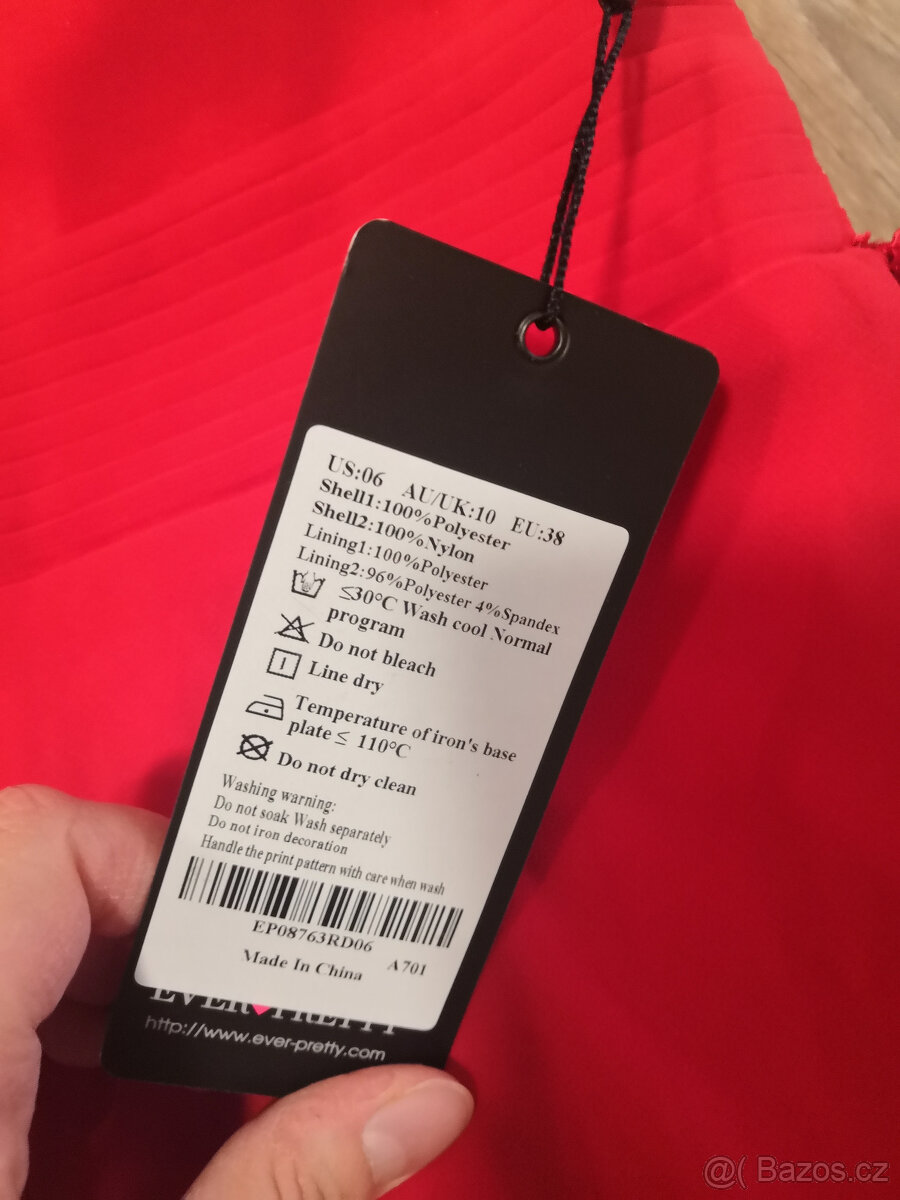 US:06 AU/UK:10 EU:38
Shell1:100%Polyester
Shell2:100%Nylon
Lining1:100%Polyester
Lining2:96%Polyester 4%Spandex
≤30°C Wash cool Normal
program
Do not bleach
Line dry
Temperature of iron's base
plate ≤ 110°C
Do not dry clean
Washing warning:
Do not soak Wash separately
Do not iron decoration
Handle the print pattern with care when wash
EP08763RD06
Made In China A701
EVER PRETTY
http://www.ever-pretty.com
@( Bazos.cz